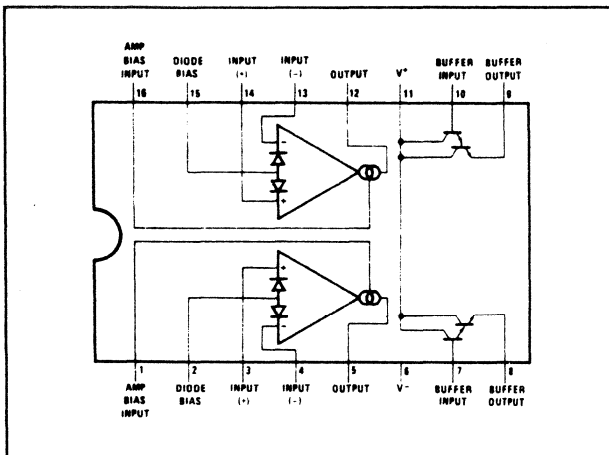 AMP
BIAS
INPUT
DIODE
BIAS
INPUT
(+)
INPUT
(-)
OUTPUT
V+
BUFFER
INPUT
BUFFER
OUTPUT
16 15 14 13 12 11 10 9
-
+
+
-
1 2 3 4 5 6 7 8
AMP
BIAS
INPUT
DIODE
BIAS
INPUT
(+)
INPUT
(-)
OUTPUT
V-
BUFFER
INPUT
BUFFER
OUTPUT